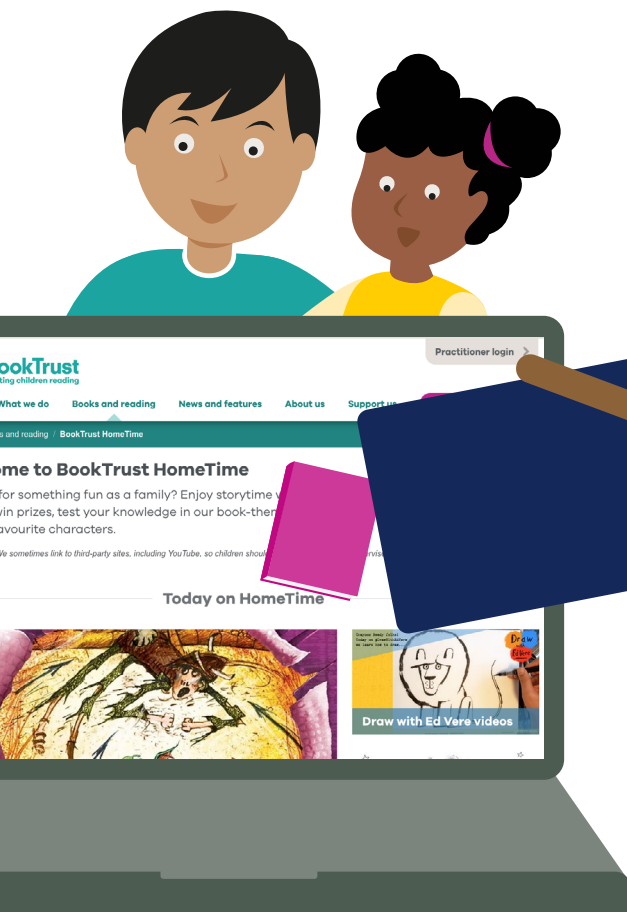 Practitioner login
ookTrust
ting children reading
What we do
Books and reading
News and features
About us
Support us
s and reading / BookTrust HomeTime
ome to BookTrust HomeTime
for something fun as a family? Enjoy storytime w
win prizes, test your knowledge in our book-them
avourite characters.
We sometimes link to third-party sites, including YouTube, so children shoul
Today on HomeTime
Draw
Ed Vere
Draw with Ed Vere videos